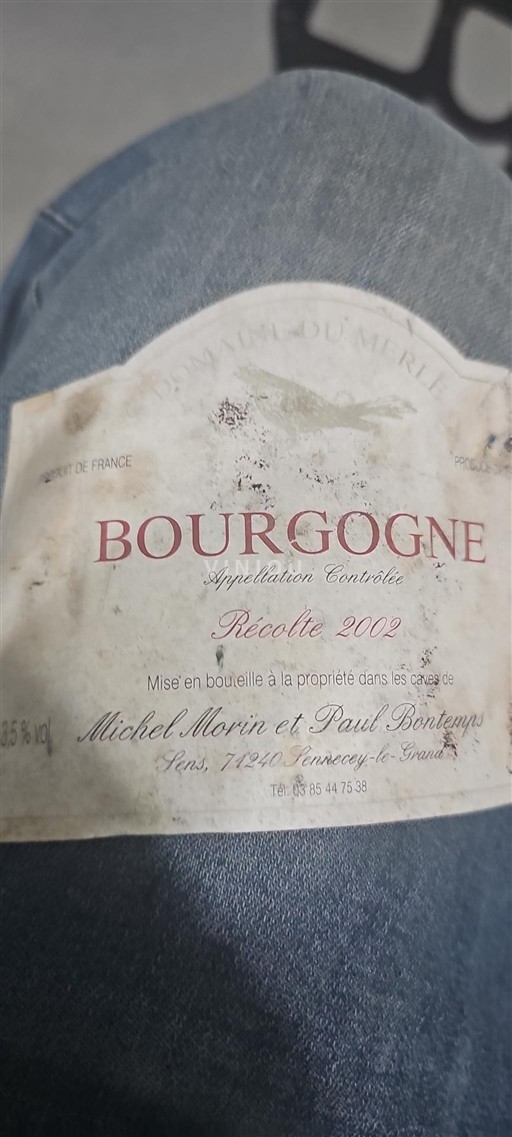 DOMAINE DU MERLE
PRODUIT DE FRANCE
BOURGOGNE
Appellation Contrôlée
Récolte 2002
Mise en bouteille à la propriété dans les caves de
Michel Morin et Paul Bontemps
Sens, 71240 Sennecey-le-Grand
Tél. 03 85 44 75 38